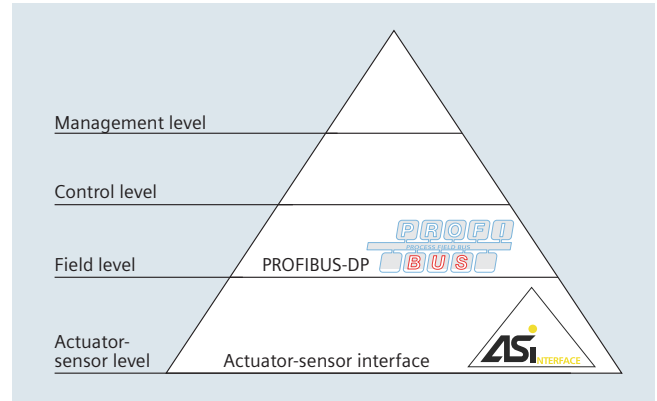 Management level
Control level
PROFI
PROCESS FIELD BUS
Field level PROFIBUS-DP BUS
Actuator-
sensor level Actuator-sensor interface
ASi
INTERFACE